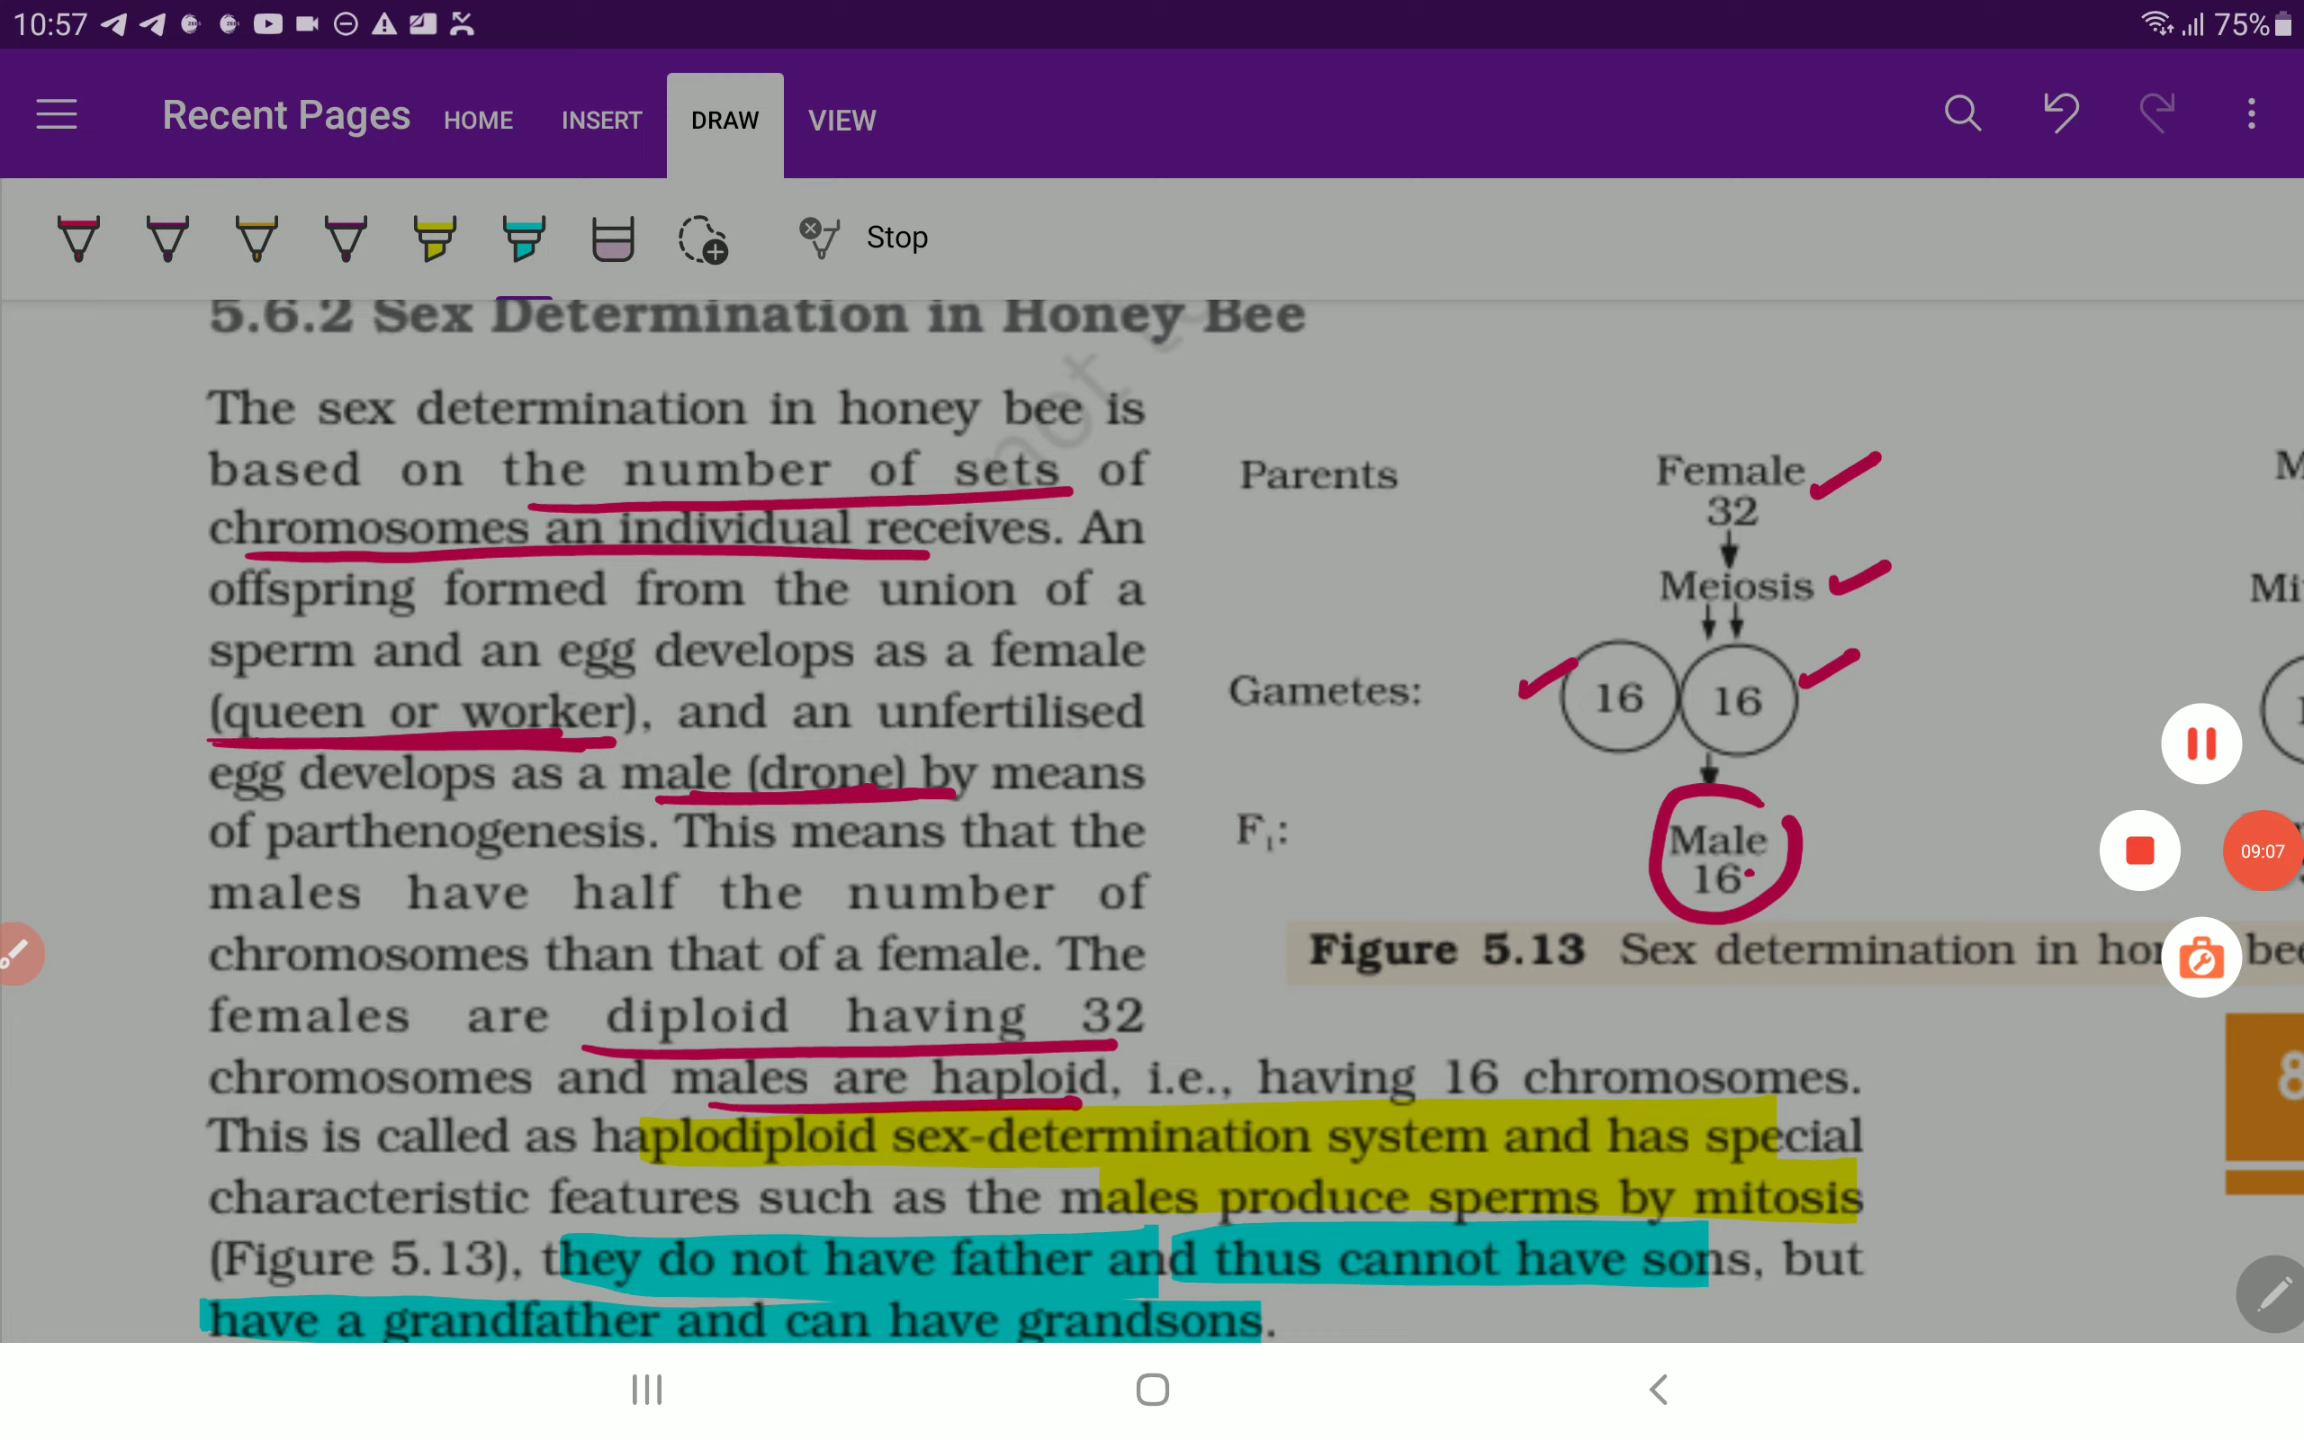 10:57
75%
Recent Pages HOME INSERT DRAW VIEW
Stop
5.6.2 Sex Determination in Honey Bee
not
The sex determination in honey bee is
based on the number of sets of
chromosomes an individual receives. An
offspring formed from the union of a
sperm and an egg develops as a female
(queen or worker), and an unfertilised
egg develops as a male (drone) by means
of parthenogenesis. This means that the
males have half the number of
chromosomes than that of a female. The
females are diploid having 32
chromosomes and males are haploid, i.e., having 16 chromosomes.
This is called as haplodiploid sex-determination system and has special
characteristic features such as the males produce sperms by mitosis
(Figure 5.13), they do not have father and thus cannot have sons, but
have a grandfather and can have grandsons.
Parents Female
32
Meiosis
Gametes: 16 16
F₁: Male
16
M
Mi
Figure 5.13 Sex determination in
09:07
8